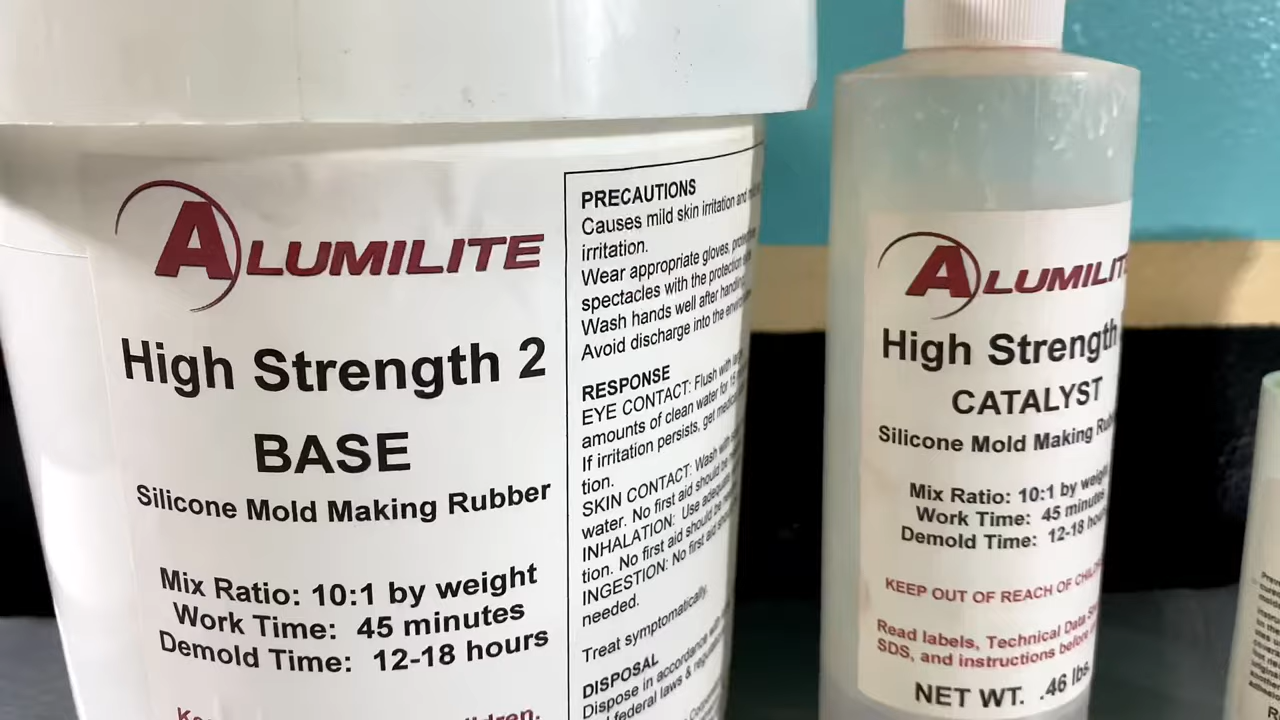 ALUMILITE
High Strength 2
BASE
Silicone Mold Making Rubber
Mix Ratio: 10:1 by weight
Work Time: 45 minutes
Demold Time: 12-18 hours
PRECAUTIONS
Causes mild skin irritation and
irritation.
Wear appropriate gloves,
spectacles with the protection
Wash hands well after handling
Avoid discharge into the
RESPONSE
EYE CONTACT: Flush with
amounts of clean water for 15
If irritation persists, get
tion.
SKIN CONTACT: Wash with
water. No first aid should be
INHALATION: Use
tion. No first aid should be
INGESTION: No first aid
needed.
Treat symptomatically.
DISPOSAL
Dispose in accordance with
federal laws &
ALUMILITE
High Strength
CATALYST
Silicone Mold Making
Mix Ratio: 10:1 by weight
Work Time: 45 minutes
Demold Time: 12-18 hours
KEEP OUT OF REACH OF
Read labels, Technical Data
SDS, and instructions before
NET WT. .46 lbs.